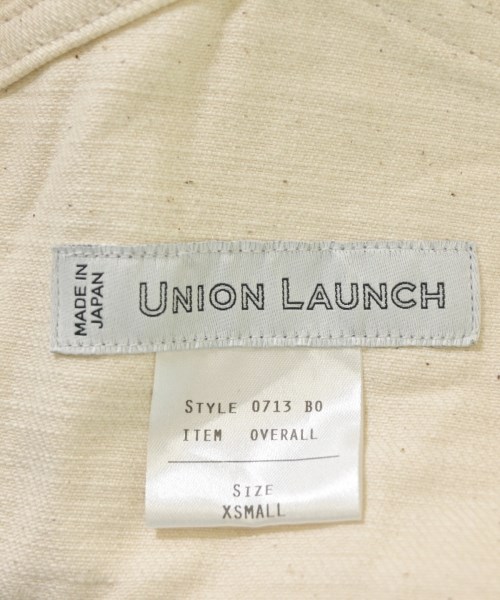 MADE IN
JAPAN
UNION LAUNCH
STYLE 0713 BO
ITEM OVERALL
SIZE
XSMALL